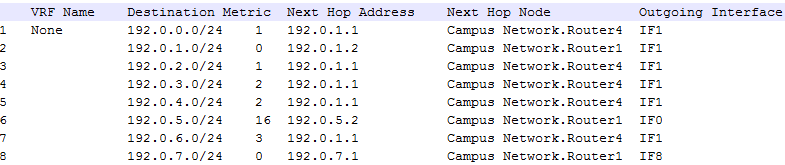 VRF Name Destination Metric Next Hop Address Next Hop Node Outgoing Interface
1 None 192.0.0.0/24 1 192.0.1.1 Campus Network.Router4 IF1
2 192.0.1.0/24 0 192.0.1.2 Campus Network.Router1 IF1
3 192.0.2.0/24 1 192.0.1.1 Campus Network.Router4 IF1
4 192.0.3.0/24 2 192.0.1.1 Campus Network.Router4 IF1
5 192.0.4.0/24 2 192.0.1.1 Campus Network.Router4 IF1
6 192.0.5.0/24 16 192.0.5.2 Campus Network.Router1 IF0
7 192.0.6.0/24 3 192.0.1.1 Campus Network.Router4 IF1
8 192.0.7.0/24 0 192.0.7.1 Campus Network.Router1 IF8